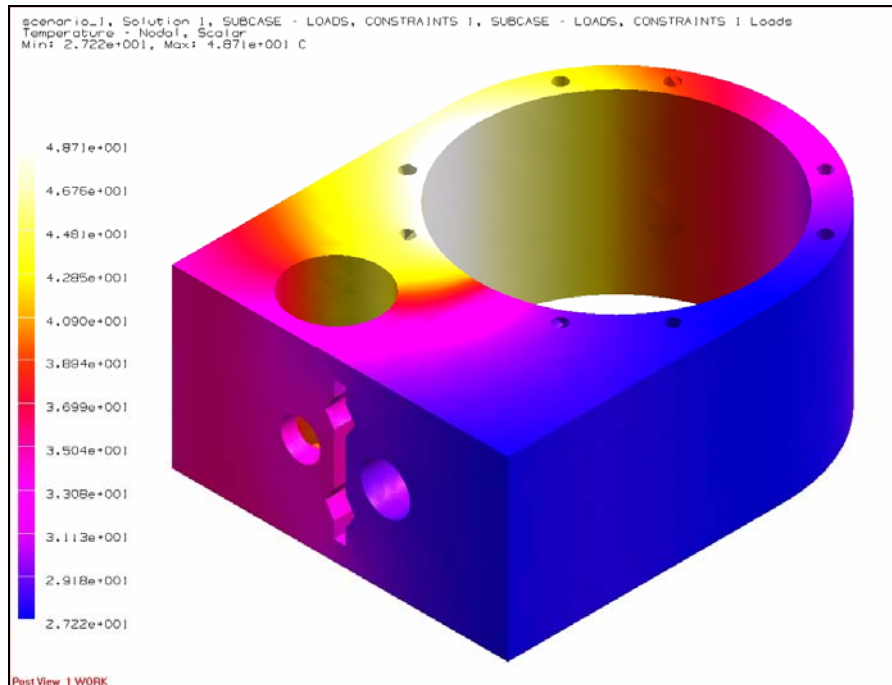 scenario_1, Solution 1, SUBCASE - LOADS, CONSTRAINTS 1, SUBCASE - LOADS, CONSTRAINTS 1 Loads
Temperature - Nodal, Scalar
Min: 2.722e+001, Max: 4.871e+001 C
4.871e+001
4.676e+001
4.481e+001
4.285e+001
4.090e+001
3.894e+001
3.699e+001
3.504e+001
3.308e+001
3.113e+001
2.918e+001
2.722e+001
Post View 1 WORK